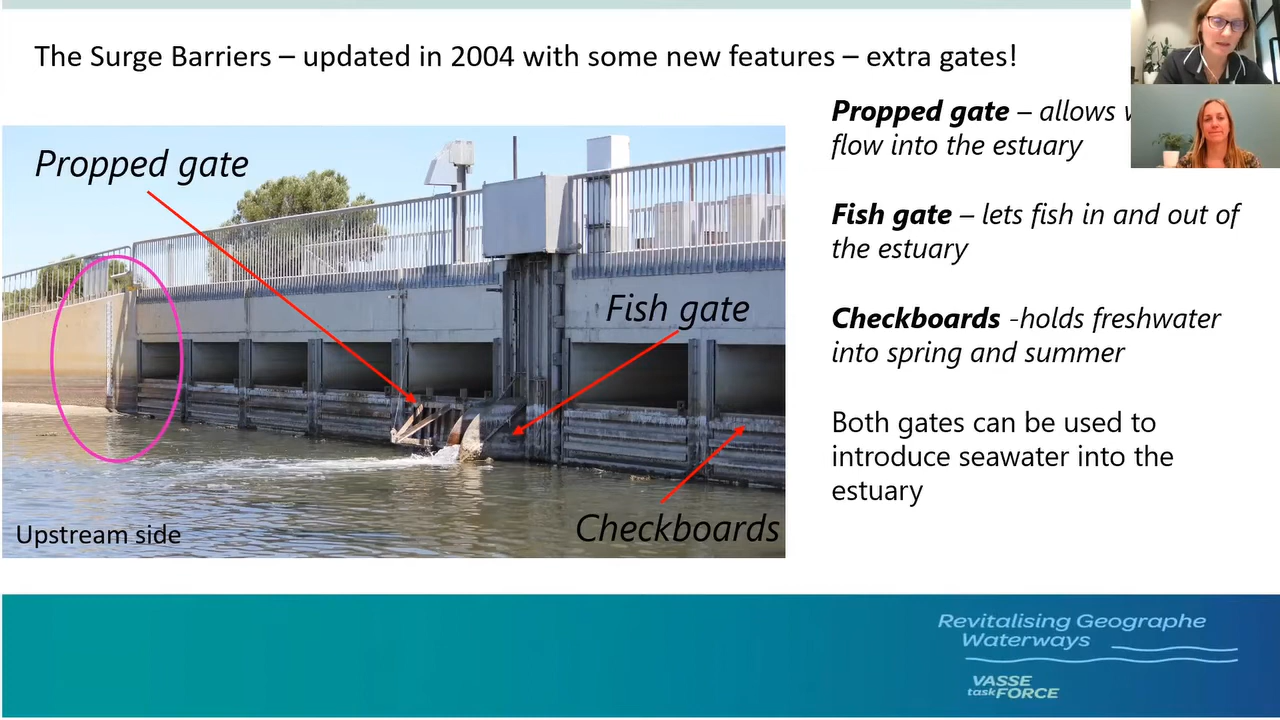 The Surge Barriers – updated in 2004 with some new features – extra gates!
Propped gate
Fish gate
Checkboards
Upstream side
Propped gate – allows
flow into the estuary
Fish gate – lets fish in and out of
the estuary
Checkboards -holds freshwater
into spring and summer
Both gates can be used to
introduce seawater into the
estuary
Revitalising Geographe
Waterways
VASSE
taskFORCE